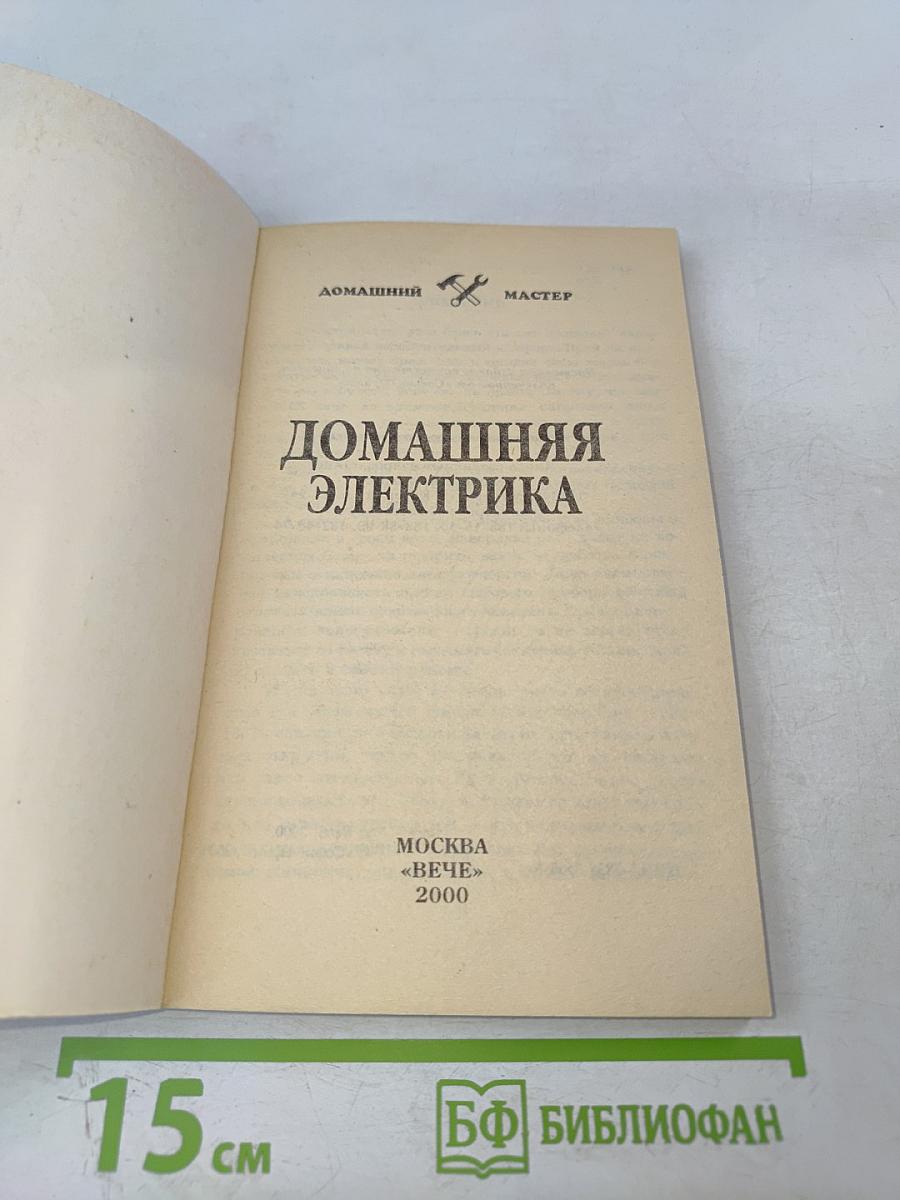 ДОМАШНИЙ МАСТЕР
ДОМАШНЯЯ
ЭЛЕКТРИКА
МОСКВА
«ВЕЧЕ»
2000
15 см
БФ БИБЛИОФАН